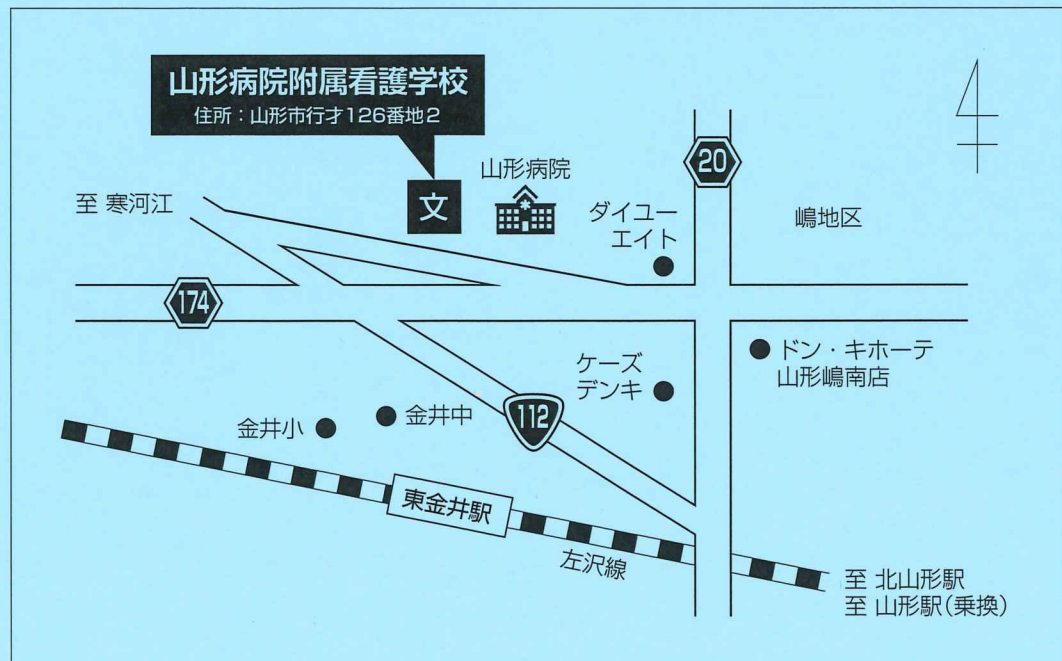 山形病院附属看護学校
住所：山形市行才126番地2
山形病院
文
20
至 寒河江
ダイユー
エイト
嶋地区
174
ケーズ
デンキ
ドン・キホーテ
山形嶋南店
112
金井中
金井小
東金井駅
左沢線
至 北山形駅
至 山形駅(乗換)